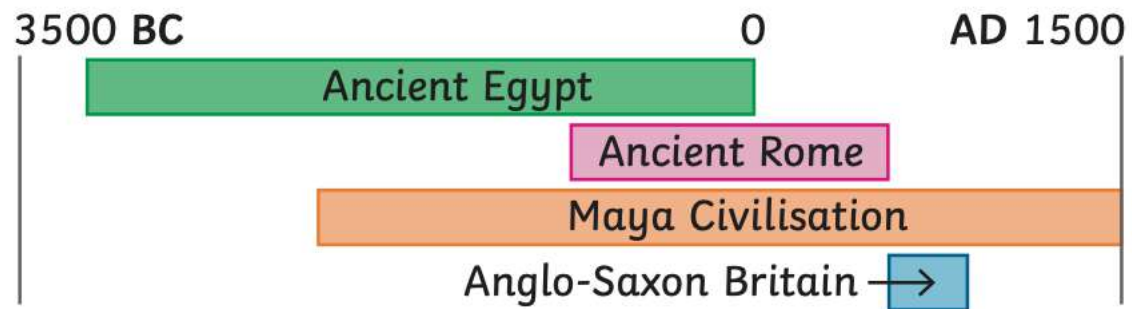 3500 BC 0 AD 1500
Ancient Egypt
Ancient Rome
Maya Civilisation
Anglo-Saxon Britain